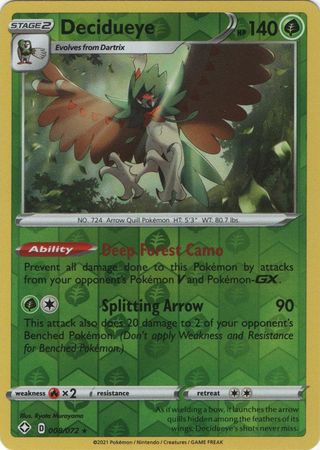 STAGE 2
Decidueye
HP 140
Evolves from Dartrix
NO. 724 Arrow Quill Pokémon HT: 5'3" WT: 80.7 lbs.
Ability Deep Forest Camo
Prevent all damage done to this Pokémon by attacks
from your opponent's Pokémon V and Pokémon-GX.
Splitting Arrow 90
This attack also does 20 damage to 2 of your opponent's
Benched Pokémon. (Don't apply Weakness and Resistance
for Benched Pokémon.)
weakness ×2 resistance retreat
Illus. Ryota Murayama
D 008/072 ★
As if wielding a bow, it launches the arrow
quills hidden among the feathers of its
wings. Decidueye's shots never miss.
©2021 Pokémon / Nintendo / Creatures / GAME FREAK